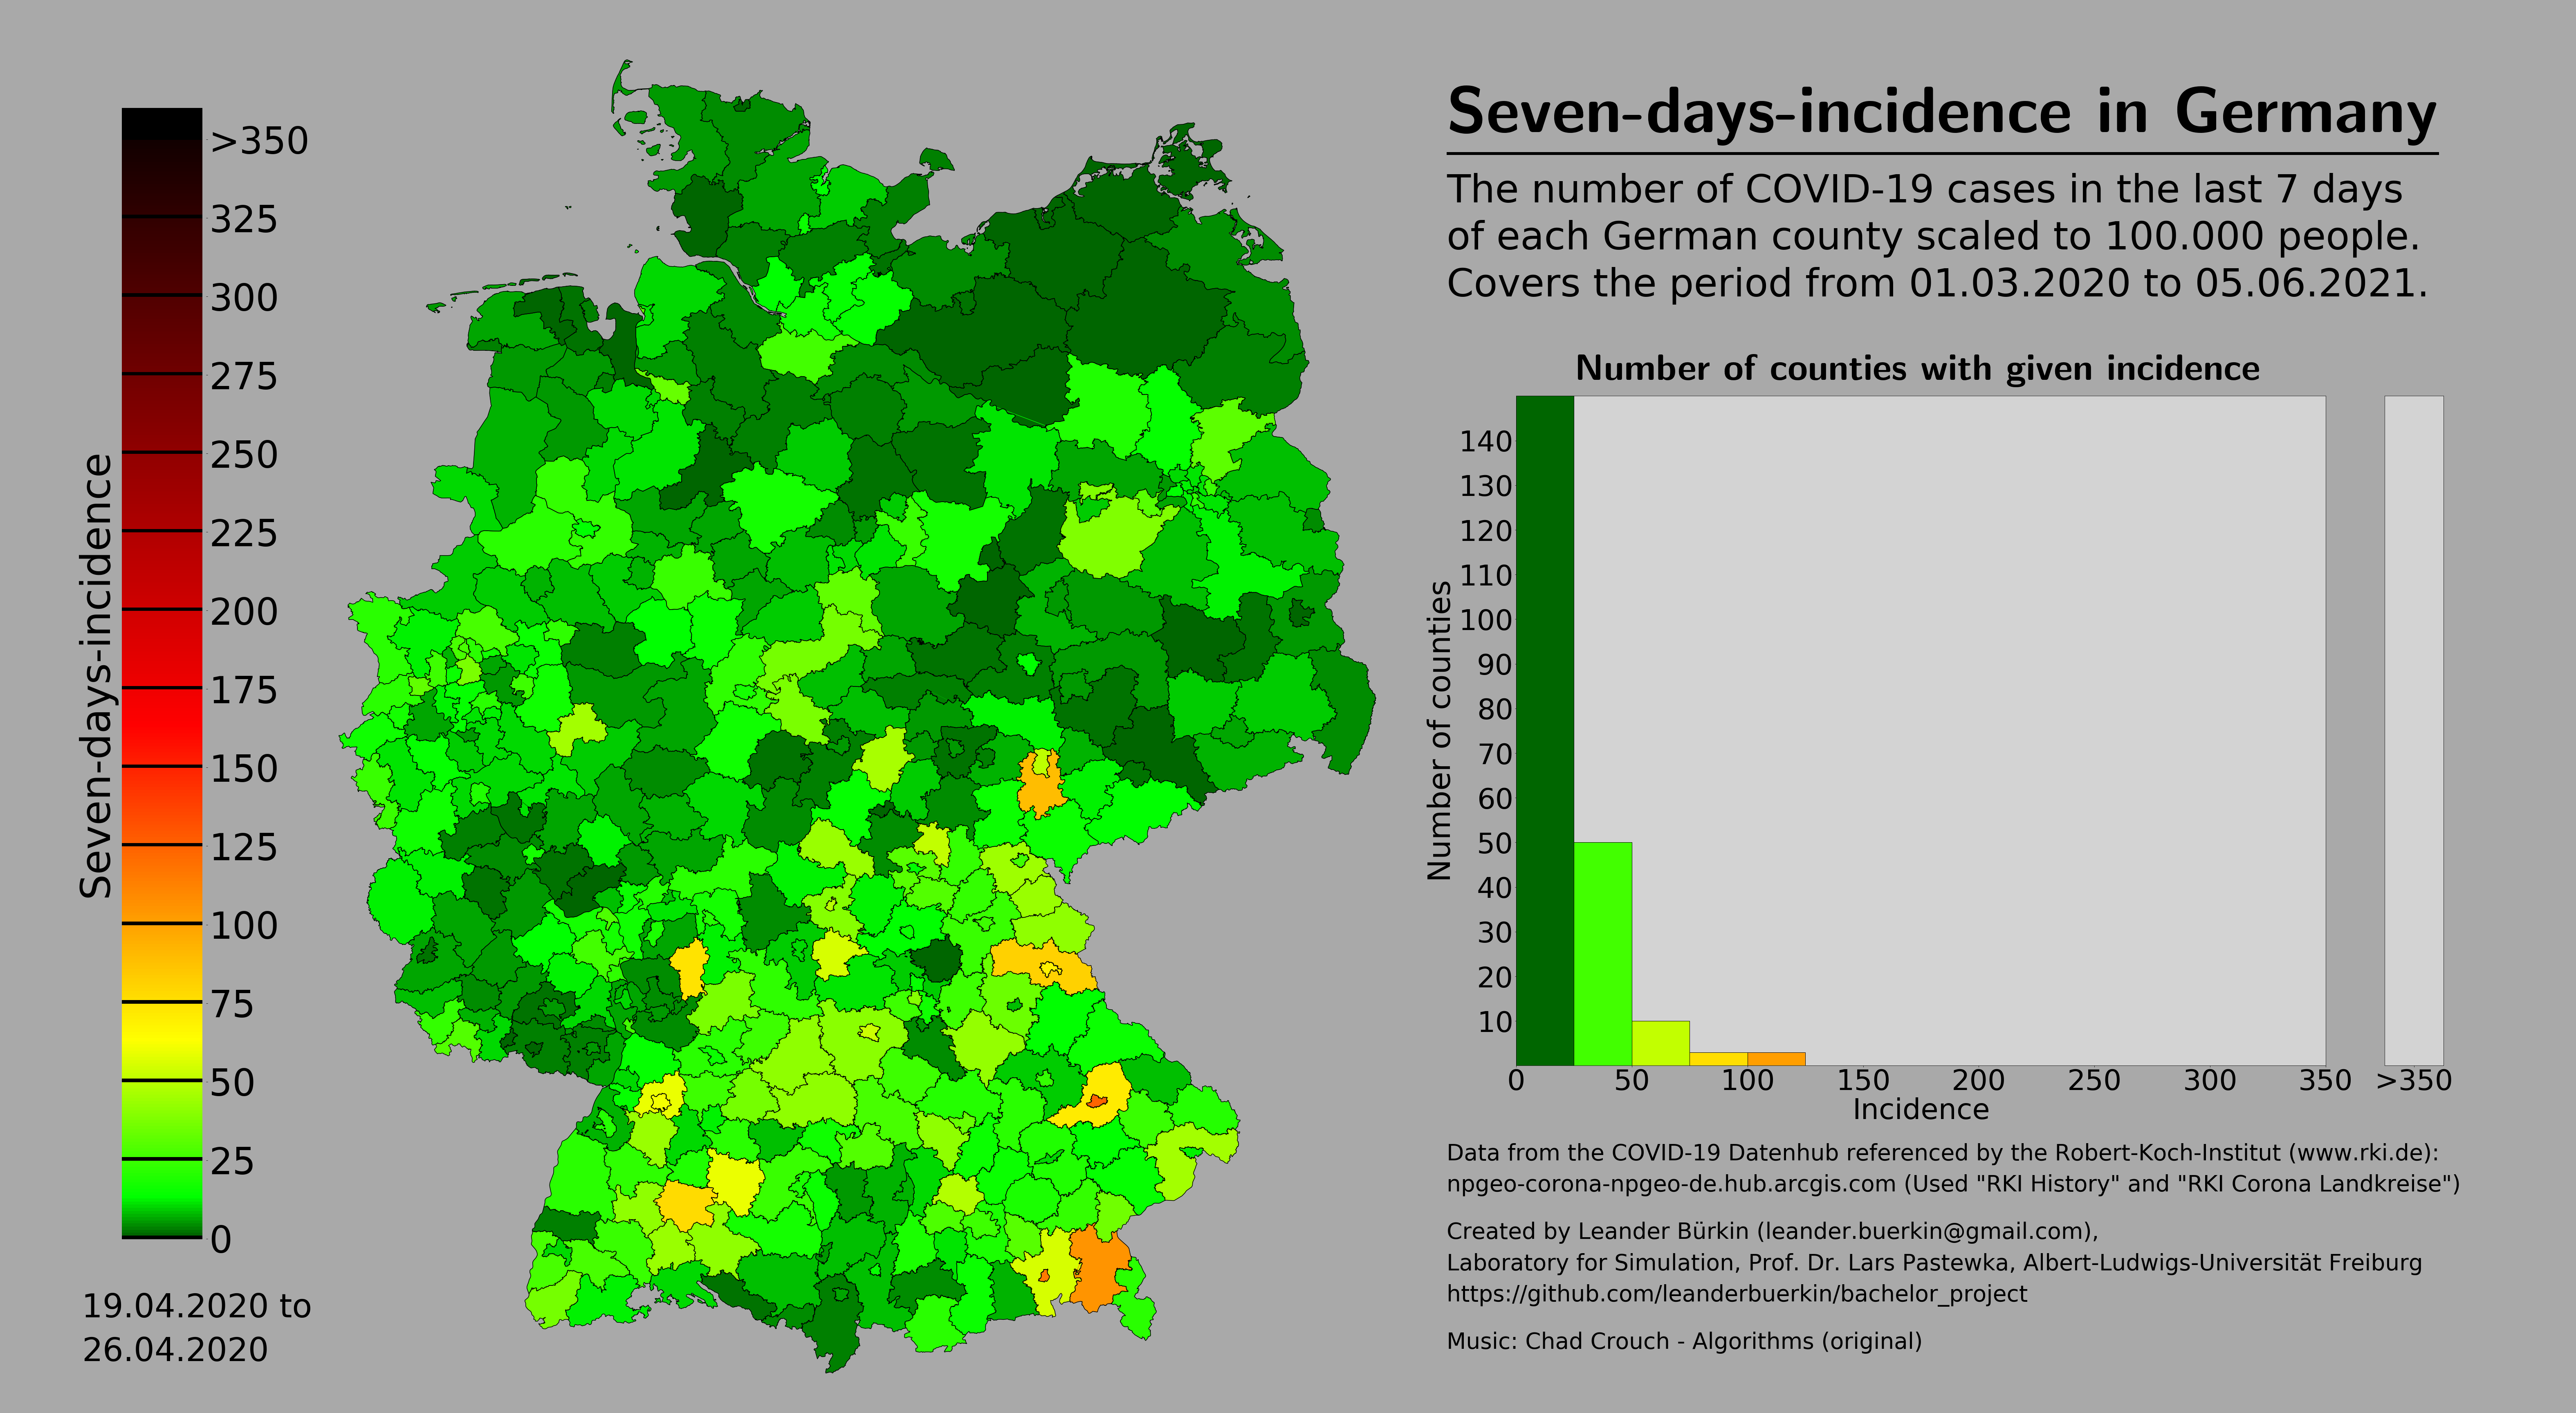 Seven-days-incidence in Germany
The number of COVID-19 cases in the last 7 days
of each German county scaled to 100.000 people.
Covers the period from 01.03.2020 to 05.06.2021.
Seven-days-incidence
>350
325
300
275
250
225
200
175
150
125
100
75
50
25
0
19.04.2020 to
26.04.2020
Number of counties with given incidence
Number of counties
140
130
120
110
100
90
80
70
60
50
40
30
20
10
0 50 100 150 200 250 300 350 >350
Incidence
Data from the COVID-19 Datenhub referenced by the Robert-Koch-Institut (www.rki.de):
npgeo-corona-npgeo-de.hub.arcgis.com (Used "RKI History" and "RKI Corona Landkreise")
Created by Leander Bürkin (leander.buerkin@gmail.com),
Laboratory for Simulation, Prof. Dr. Lars Pastewka, Albert-Ludwigs-Universität Freiburg
https://github.com/leanderbuerkin/bachelor_project
Music: Chad Crouch - Algorithms (original)